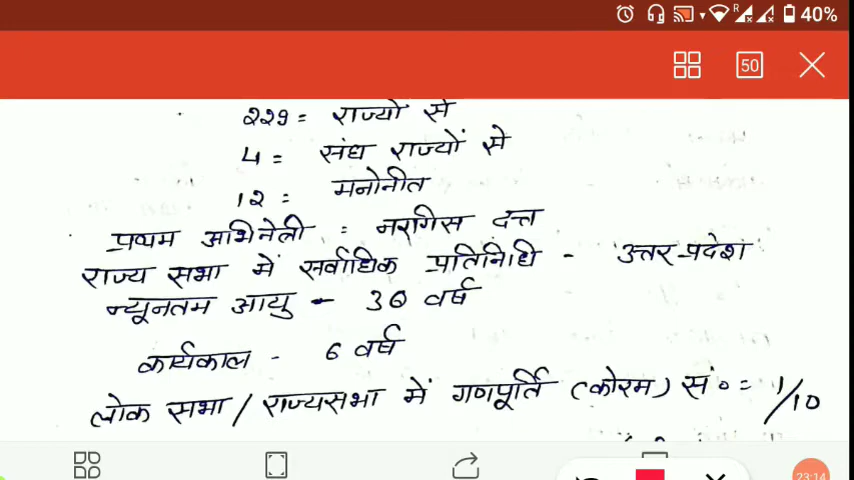 R 40%
50
229 = राज्यों से
4 = संघ राज्यों से
12 = मनोनीत
प्रथम अभिनेती : नरगिस दत्त
राज्य सभा में सर्वाधिक प्रतिनिधि - उत्तर-प्रदेश
न्यूनतम आयु - 30 वर्ष
कार्यकाल - 6 वर्ष
लोक सभा / राज्यसभा में गणपूर्ति (कोरम) सं० = 1/10
23:14